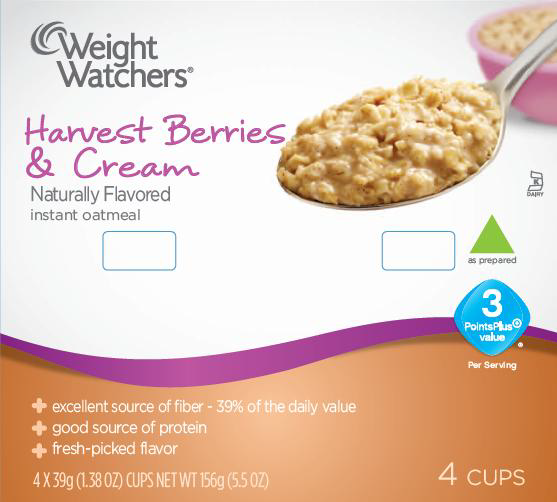 Weight
Watchers®
Harvest Berries
& Cream
Naturally Flavored
instant oatmeal
K
DAIRY
as prepared
3
PointsPlus®
value
®
Per Serving
excellent source of fiber - 39% of the daily value
good source of protein
fresh-picked flavor
4 X 39g (1.38 OZ) CUPS NET WT 156g (5.5 OZ)
4 CUPS